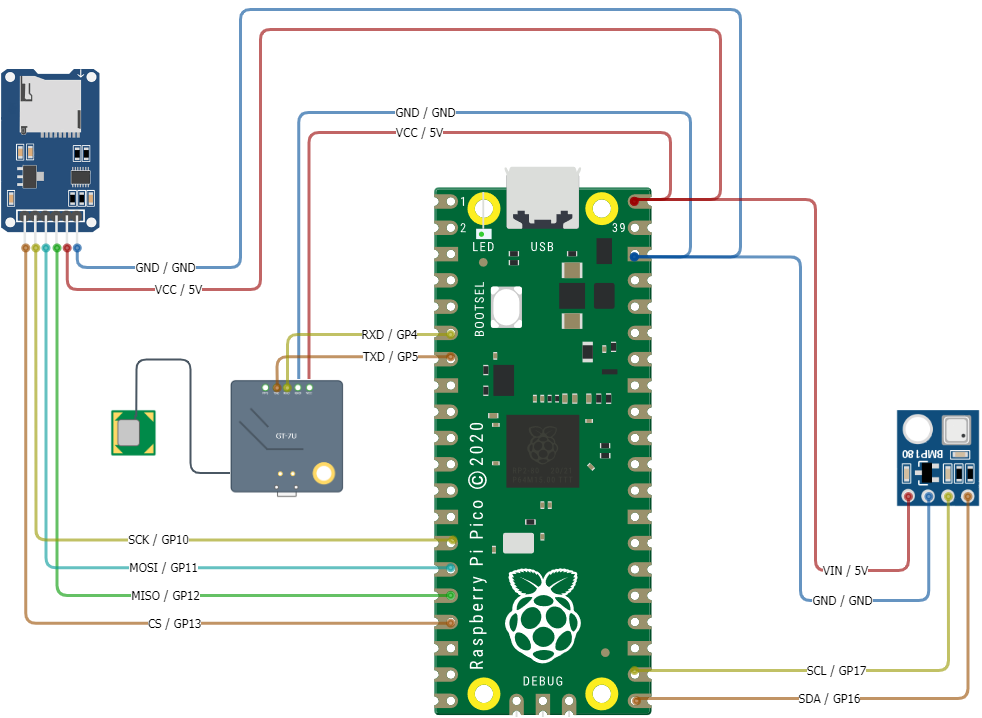 GND / GND
VCC / 5V
1
2
39
LED
USB
GND / GND
VCC / 5V
BOOTSEL
RXD / GP4
TXD / GP5
GT-7U
Raspberry Pi Pico © 2020
BMP180
SCK / GP10
MOSI / GP11
MISO / GP12
CS / GP13
VIN / 5V
GND / GND
SCL / GP17
SDA / GP16
DEBUG